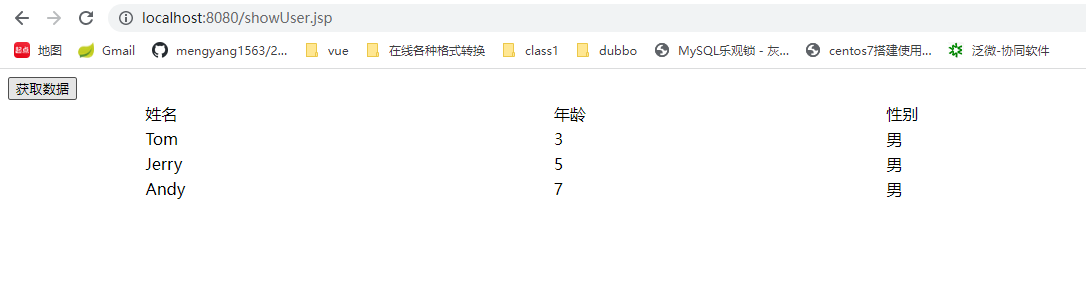 localhost:8080/showUser.jsp
起点 地图 Gmail mengyang1563/2... vue 在线各种格式转换 class1 dubbo MySQL乐观锁 - 灰... centos7搭建使用... 泛微-协同软件
获取数据
姓名 年龄 性别
Tom 3 男
Jerry 5 男
Andy 7 男